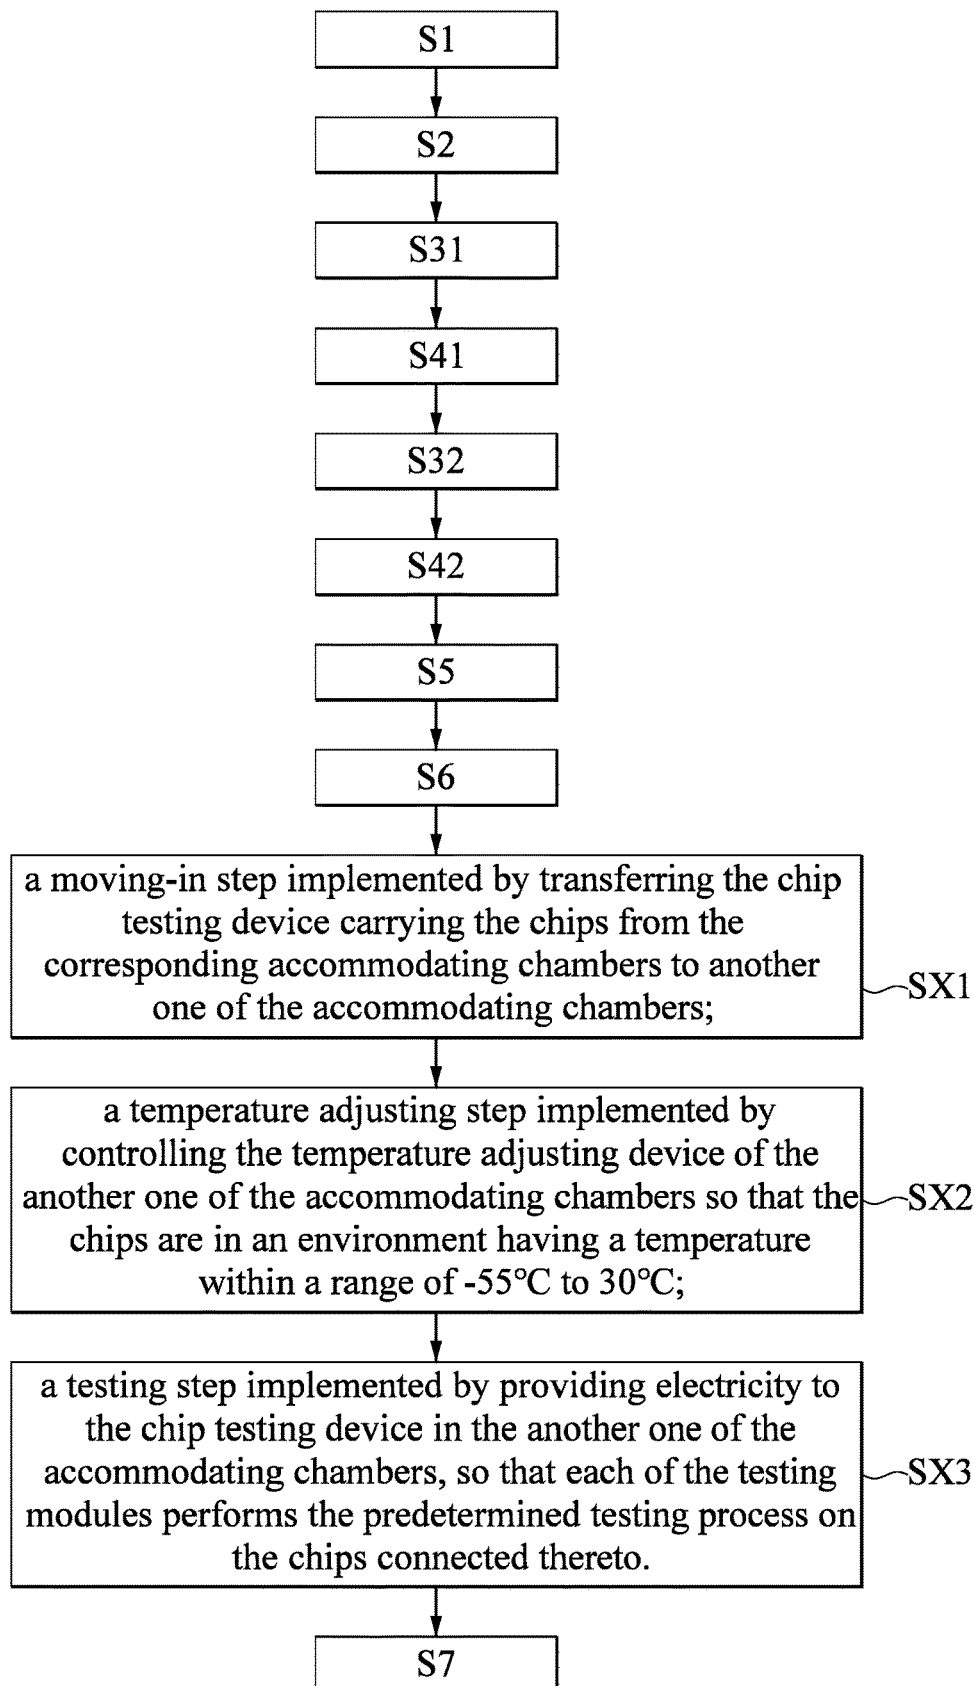 S1
S2
S31
S41
S32
S42
S5
S6
a moving-in step implemented by transferring the chip
testing device carrying the chips from the
corresponding accommodating chambers to another
one of the accommodating chambers;
SX1
a temperature adjusting step implemented by
controlling the temperature adjusting device of the
another one of the accommodating chambers so that the
chips are in an environment having a temperature
within a range of -55℃ to 30℃;
SX2
a testing step implemented by providing electricity to
the chip testing device in the another one of the
accommodating chambers, so that each of the testing
modules performs the predetermined testing process on
the chips connected thereto.
SX3
S7